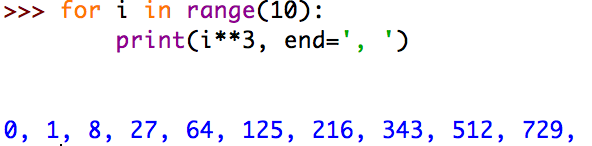 >>> for i in range(10):
        print(i**3, end=', ')
0, 1, 8, 27, 64, 125, 216, 343, 512, 729,